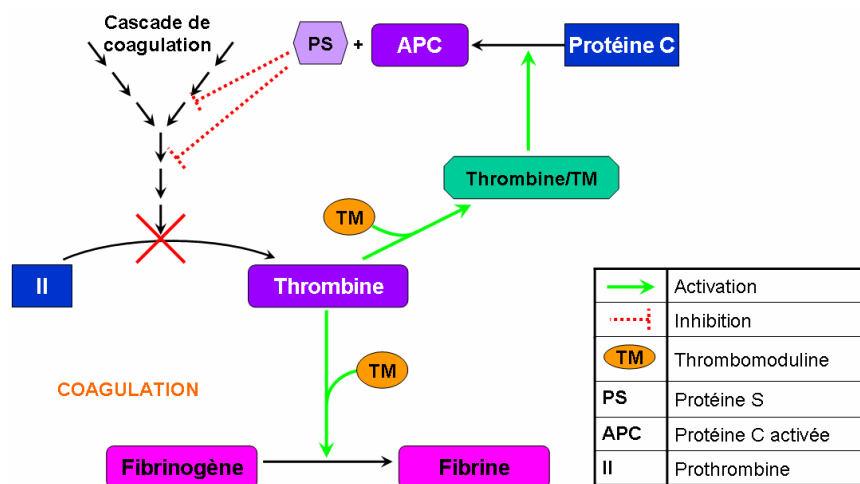 Cascade de
coagulation
PS + APC
Protéine C
Thrombine/TM
TM
II
Thrombine
TM
COAGULATION
Fibrinogène
Fibrine
Activation
Inhibition
TM Thrombomoduline
PS Protéine S
APC Protéine C activée
II Prothrombine